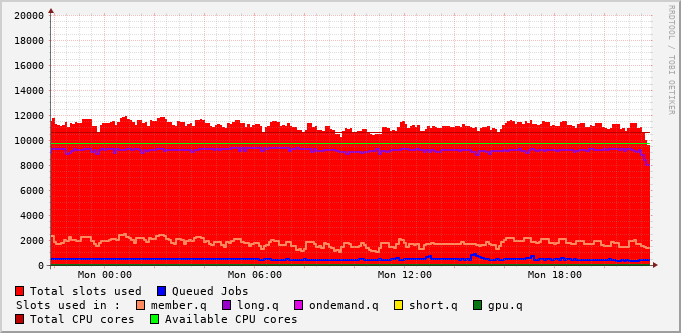 20000
18000
16000
14000
12000
10000
8000
6000
4000
2000
0
Mon 00:00 Mon 06:00 Mon 12:00 Mon 18:00
RRDTOOL / TOBI OETIKER
Total slots used Queued Jobs
Slots used in : member.q long.q ondemand.q short.q gpu.q
Total CPU cores Available CPU cores